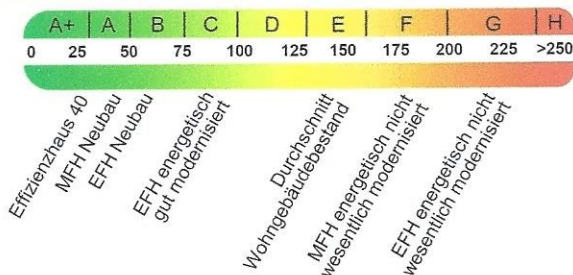 A+ A B C D E F G H
0 25 50 75 100 125 150 175 200 225 >250
Effizienzhaus 40
MFH Neubau
EFH Neubau
EFH energetisch
gut modernisiert
Durchschnitt
Wohngebäudebestand
MFH energetisch nicht
wesentlich modernisiert
EFH energetisch nicht
wesentlich modernisiert